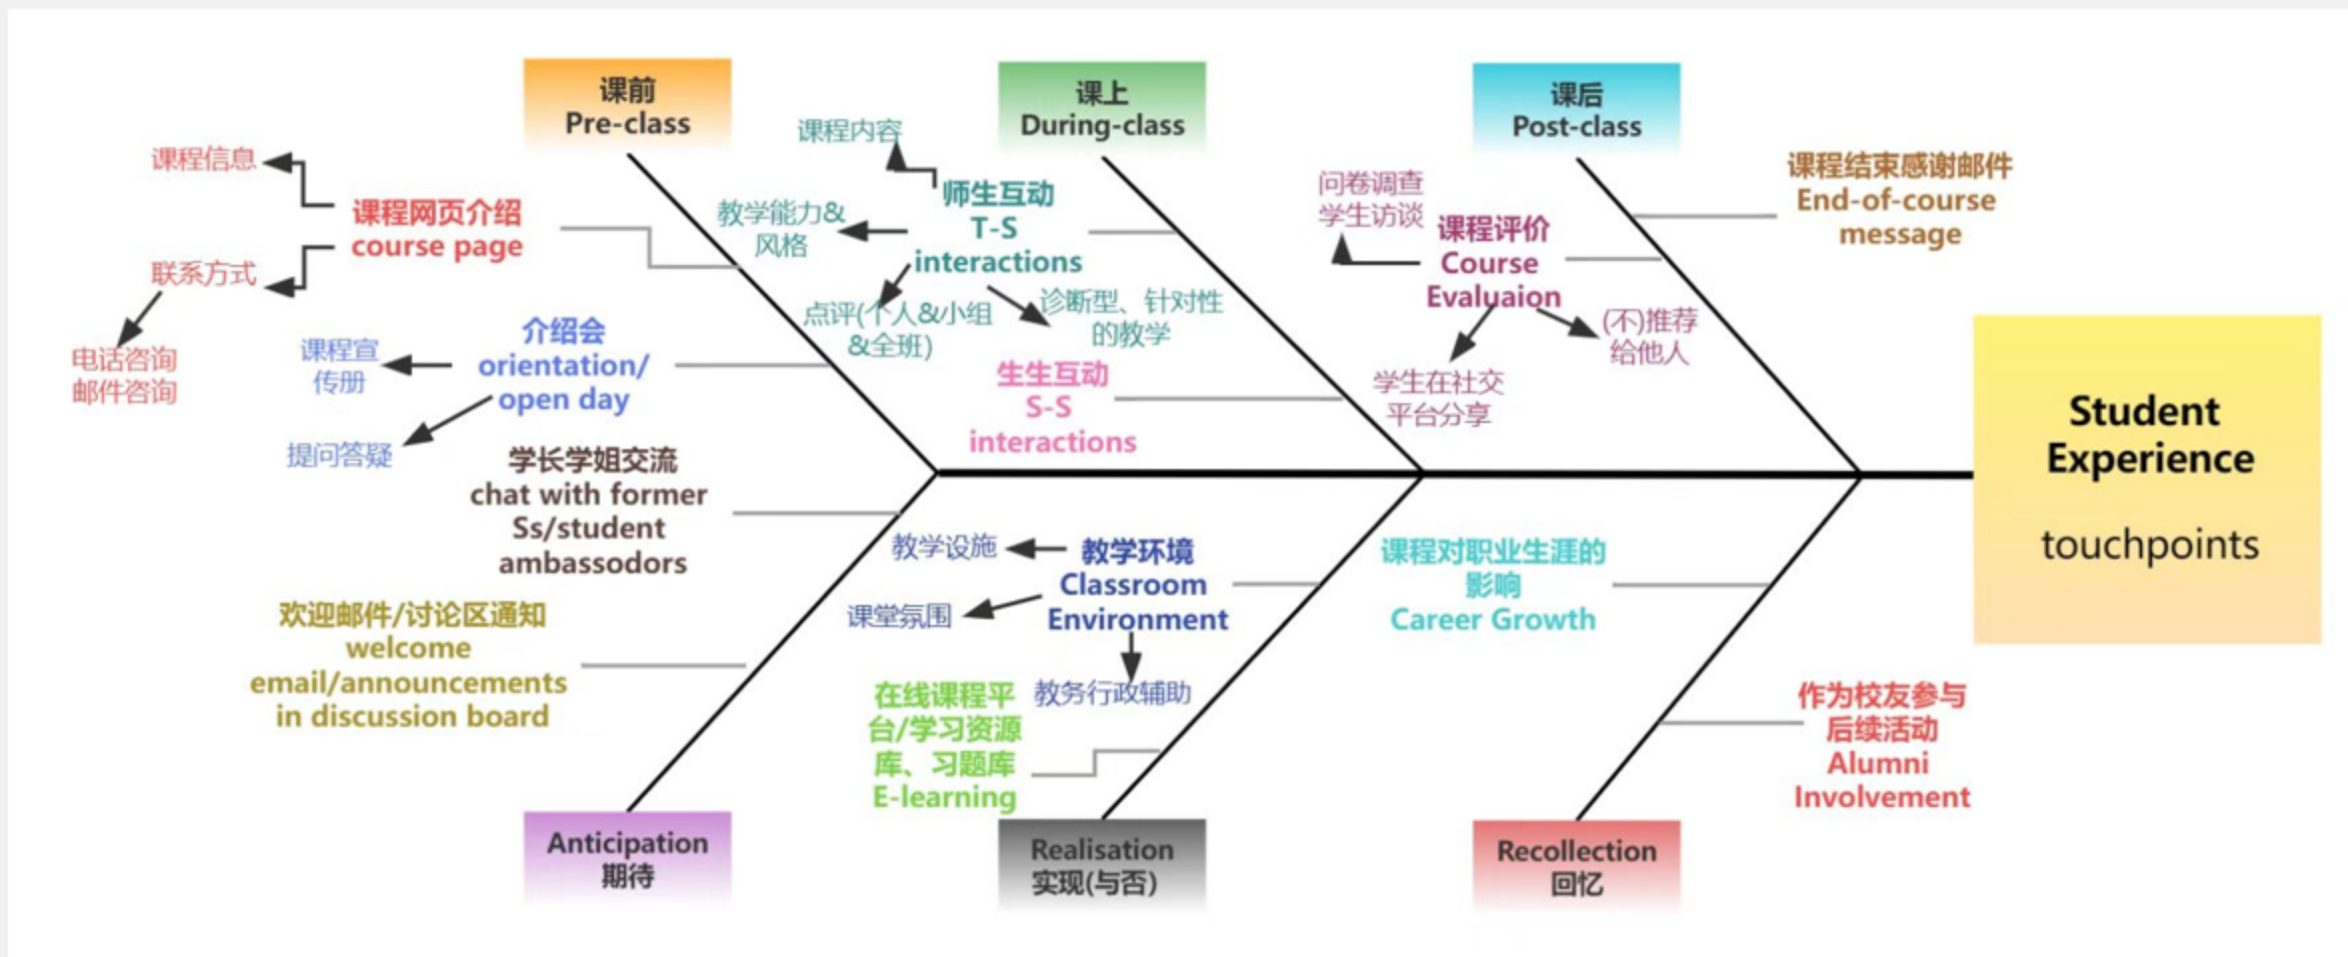 课前
Pre-class
课程信息
课程网页介绍
course page
联系方式
电话咨询
邮件咨询
介绍会
orientation/
open day
课程宣
传册
提问答疑
学长学姐交流
chat with former
Ss/student
ambassodors
欢迎邮件/讨论区通知
welcome
email/announcements
in discussion board
Anticipation
期待
课上
During-class
课程内容
师生互动
T-S
interactions
教学能力&
风格
点评(个人&小组
&全班)
诊断型、针对性
的教学
生生互动
S-S
interactions
教学设施
教学环境
Classroom
Environment
课堂氛围
教务行政辅助
在线课程平
台/学习资源
库、习题库
E-learning
Realisation
实现(与否)
课后
Post-class
课程结束感谢邮件
End-of-course
message
问卷调查
学生访谈
课程评价
Course
Evaluaion
(不)推荐
给他人
学生在社交
平台分享
课程对职业生涯的
影响
Career Growth
作为校友参与
后续活动
Alumni
Involvement
Recollection
回忆
Student
Experience
touchpoints